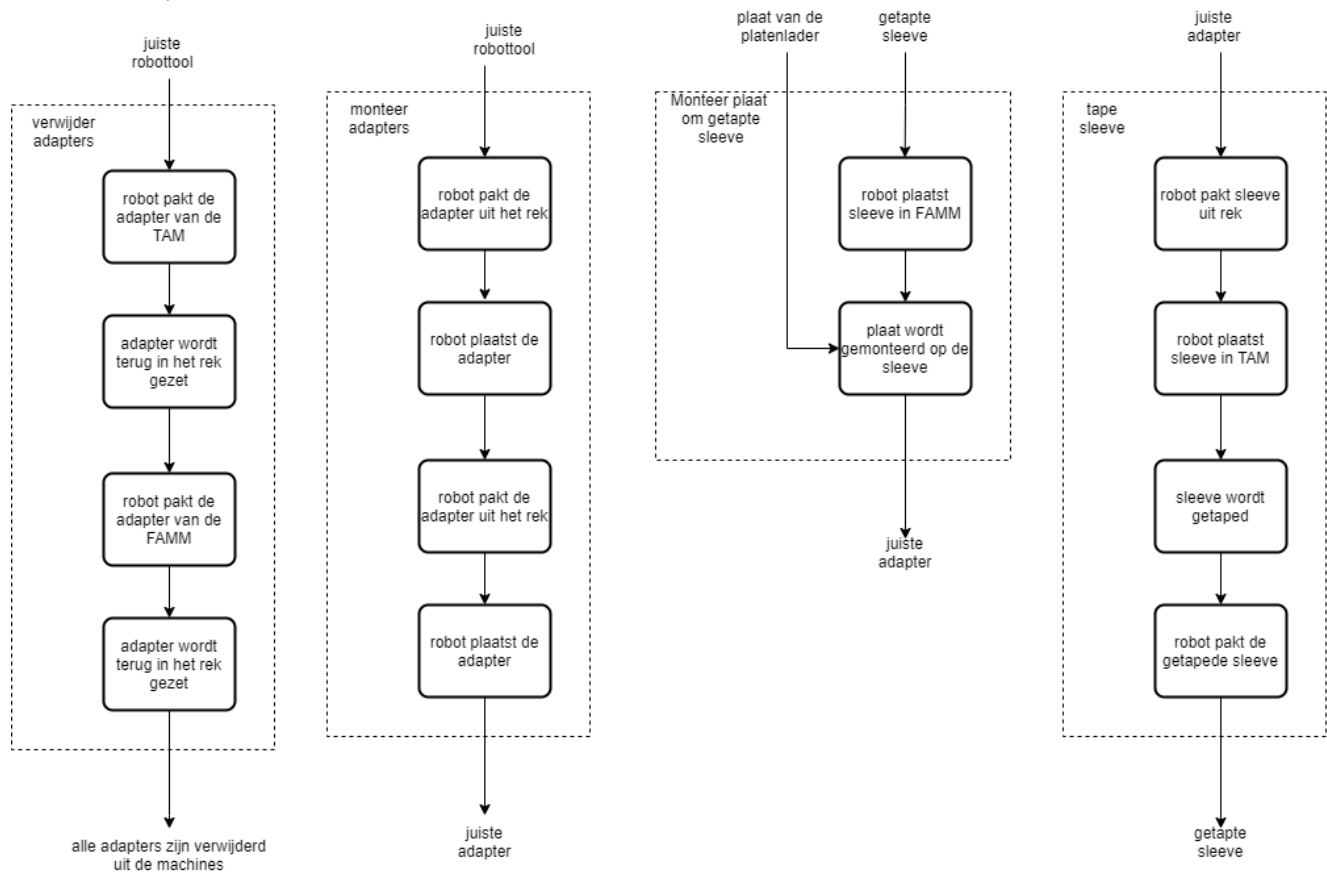 juiste
robottool
verwijder
adapters
robot pakt de
adapter van de
TAM
adapter wordt
terug in het rek
gezet
robot pakt de
adapter van de
FAMM
adapter wordt
terug in het rek
gezet
alle adapters zijn verwijderd
uit de machines
juiste
robottool
monteer
adapters
robot pakt de
adapter uit het rek
robot plaatst de
adapter
robot pakt de
adapter uit het rek
robot plaatst de
adapter
juiste
adapter
plaat van de
platenlader
getapte
sleeve
Monteer plaat
om getapte
sleeve
robot plaatst
sleeve in FAMM
plaat wordt
gemonteerd op de
sleeve
juiste
adapter
juiste
adapter
tape
sleeve
robot pakt sleeve
uit rek
robot plaatst
sleeve in TAM
sleeve wordt
getaped
robot pakt de
getapede sleeve
getapte
sleeve